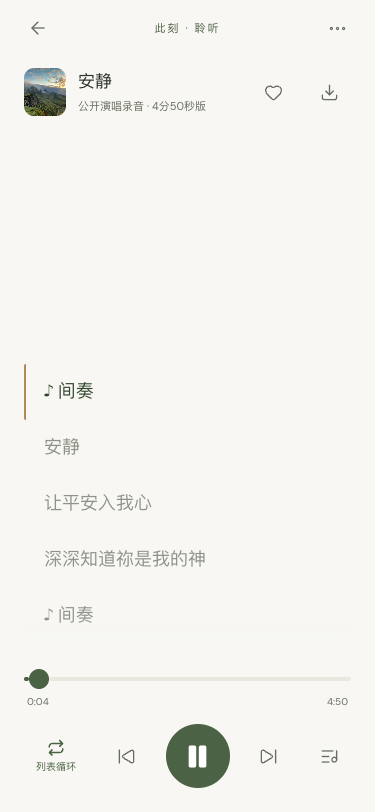 此刻 · 聆听
安静
公开演唱录音 · 4分50秒版
♪ 间奏
安静
让平安入我心
深深知道祢是我的神
♪ 间奏
0:04
4:50
列表循环